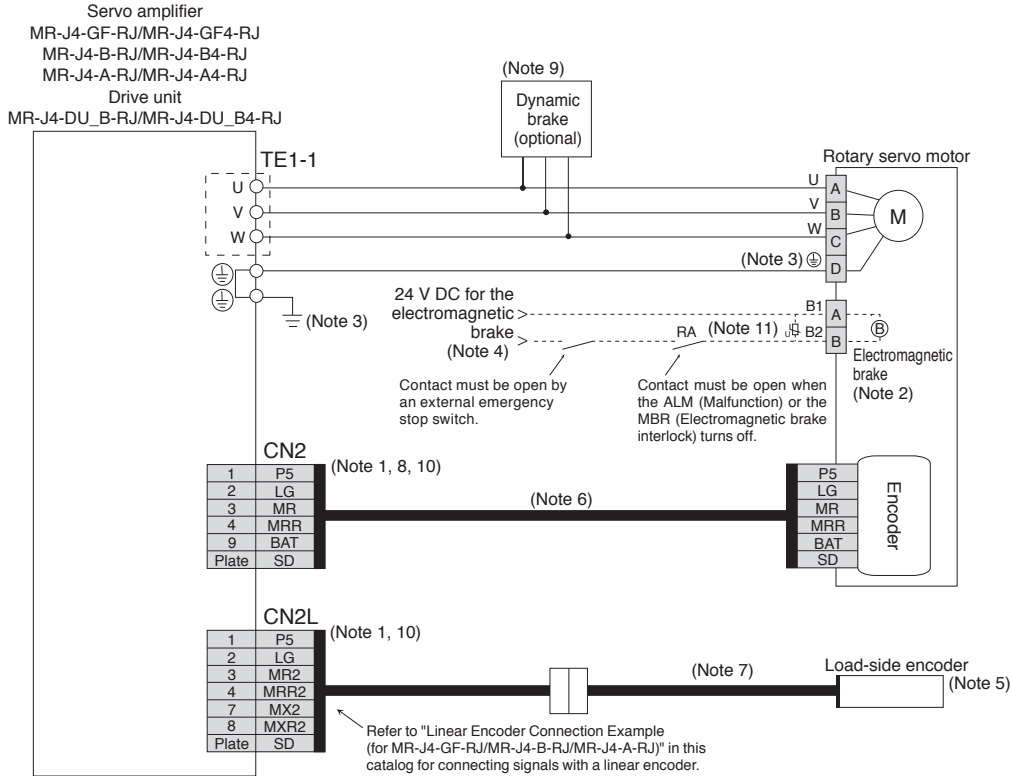 Servo amplifier
MR-J4-GF-RJ/MR-J4-GF4-RJ
MR-J4-B-RJ/MR-J4-B4-RJ
MR-J4-A-RJ/MR-J4-A4-RJ
Drive unit
MR-J4-DU_B-RJ/MR-J4-DU_B4-RJ
(Note 9)
Dynamic
brake
(optional)
TE1-1
U
V
W
Rotary servo motor
U
V
W
A
B
C
D
M
(Note 3)
(Note 3)
24 V DC for the
electromagnetic
brake
(Note 4)
RA
(Note 11)
U
B1
B2
A
B
B
Electromagnetic
brake
(Note 2)
Contact must be open by
an external emergency
stop switch.
Contact must be open when
the ALM (Malfunction) or the
MBR (Electromagnetic brake
interlock) turns off.
CN2
(Note 1, 8, 10)
1 P5
2 LG
3 MR
4 MRR
9 BAT
Plate SD
(Note 6)
P5
LG
MR
MRR
BAT
SD
Encoder
CN2L
(Note 1, 10)
1 P5
2 LG
3 MR2
4 MRR2
7 MX2
8 MXR2
Plate SD
(Note 7)
Load-side encoder
(Note 5)
Refer to "Linear Encoder Connection Example
(for MR-J4-GF-RJ/MR-J4-B-RJ/MR-J4-A-RJ)" in this
catalog for connecting signals with a linear encoder.